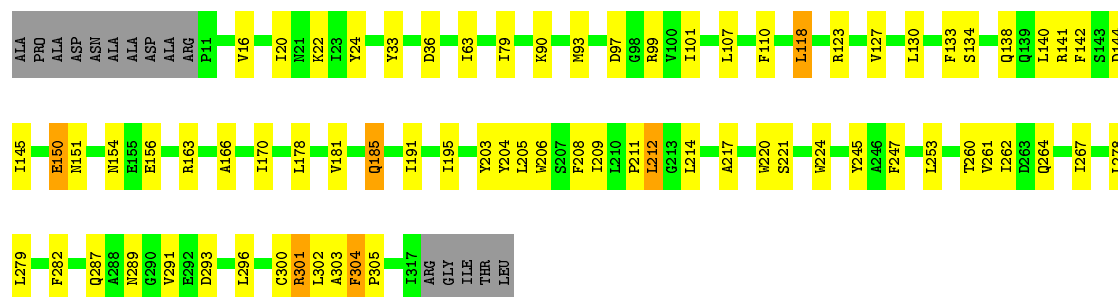 ALA PRO ALA ASP ASN ALA ALA ASP ALA ARG P11 V16 I20 N21 K22 I23 Y24 Y33 D36 I63 I79 K90 M93 D97 G98 R99 V100 I101 L107 F110 L118 R123 V127 L130 F133 S134 Q138 Q139 L140 R141 F142 S143 D144
I145 E150 N151 N154 E155 E156 R163 A166 I170 L178 V181 Q185 I191 I195 Y203 Y204 L205 W206 S207 F208 I209 L210 P211 L212 G213 L214 A217 W220 S221 W224 Y245 A246 F247 L253 T260 V261 I262 D263 Q264 I267 L278
L279 F282 Q287 A288 N289 G290 V291 E292 D293 L296 C300 R301 L302 A303 F304 P305 I317 ARG GLY ILE THR LEU